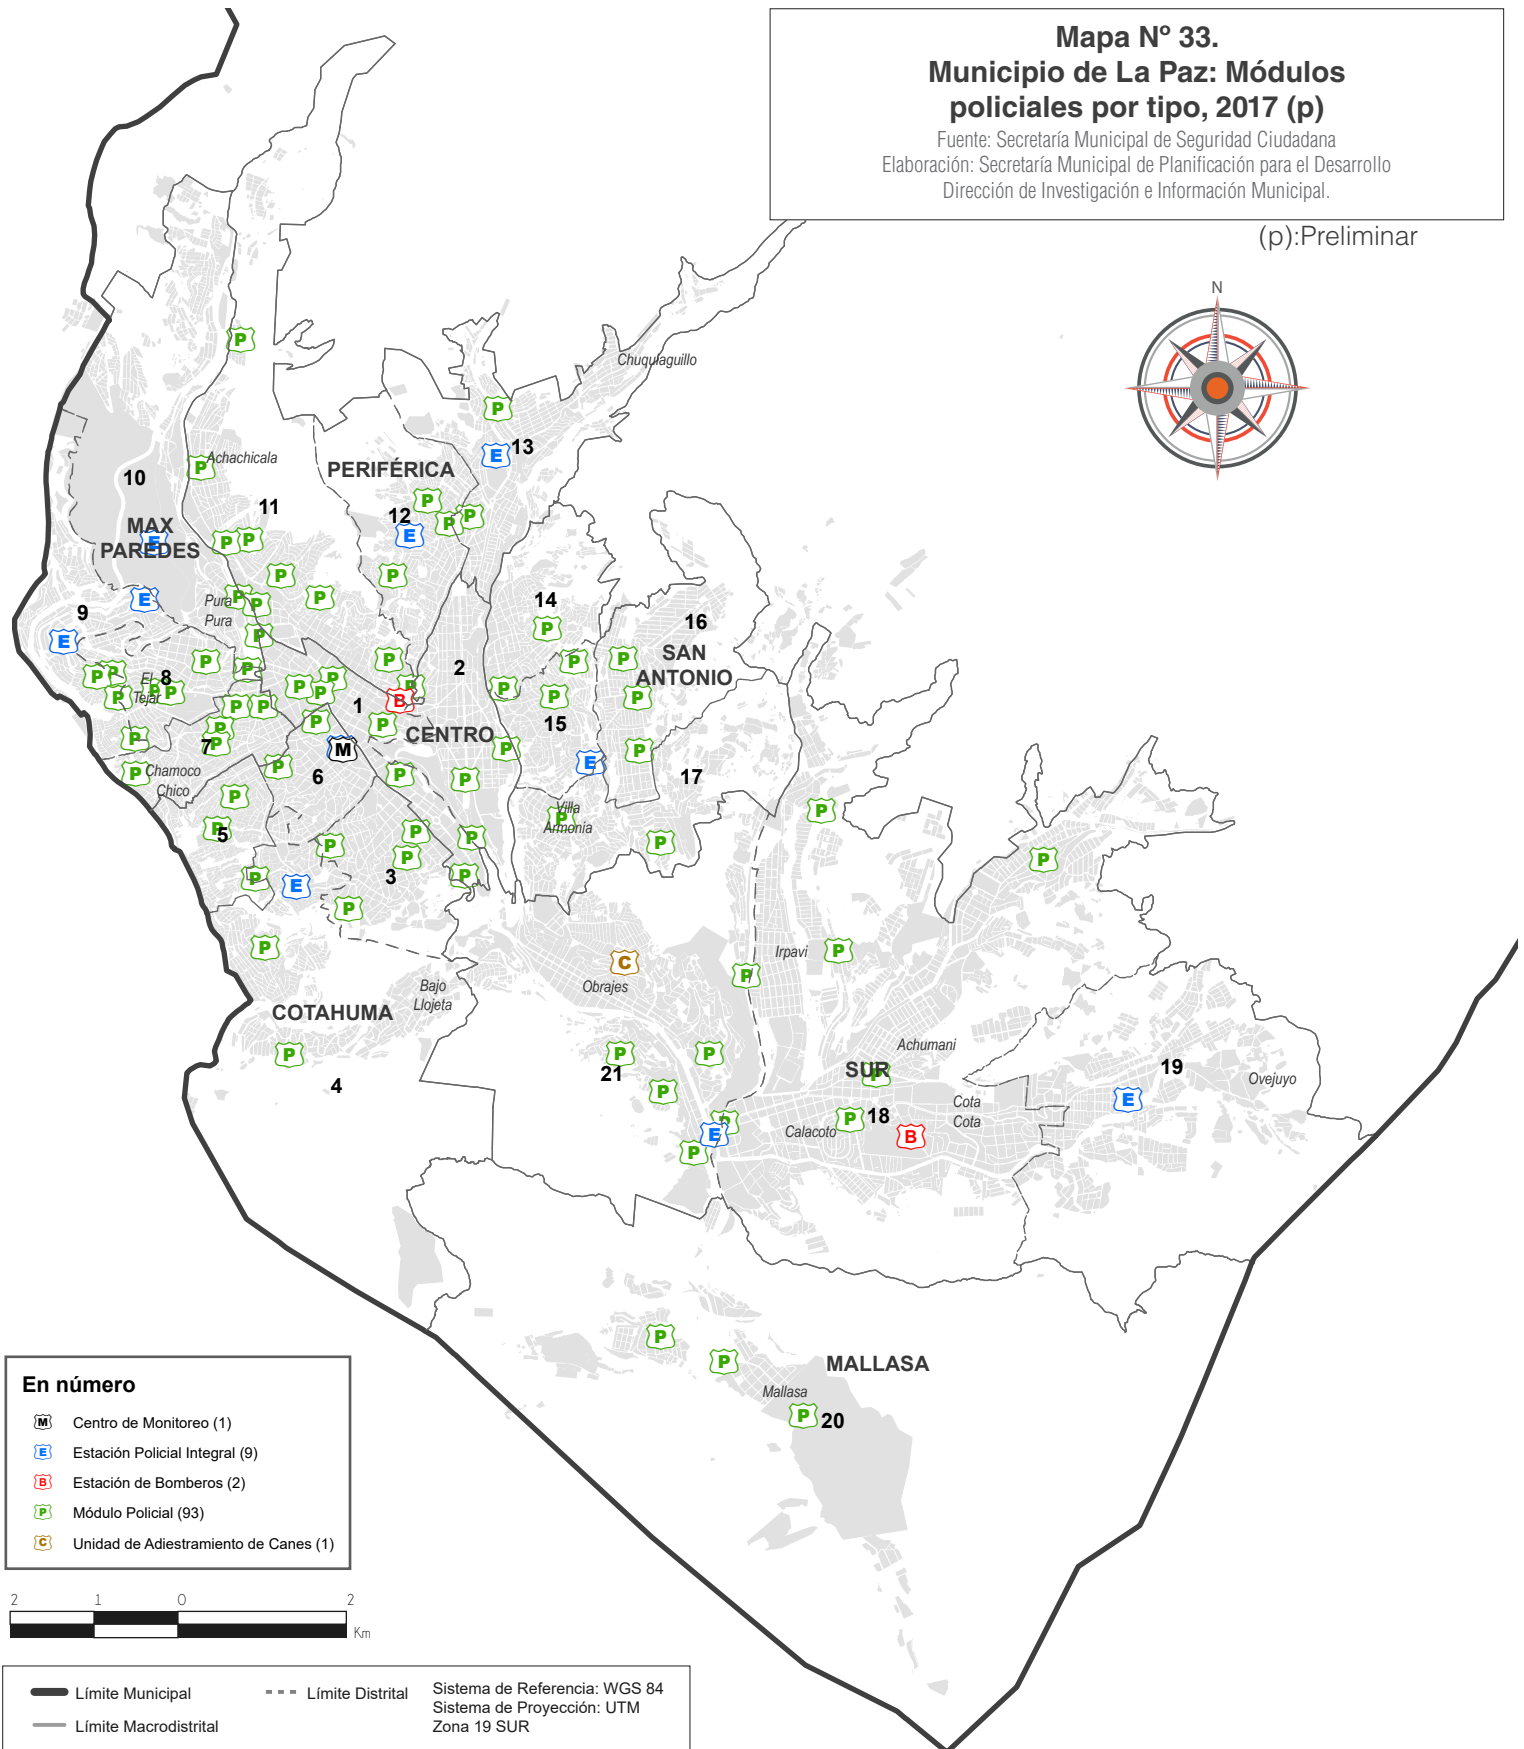 Mapa Nº 33.
Municipio de La Paz: Módulos
policiales por tipo, 2017 (p)
Fuente: Secretaría Municipal de Seguridad Ciudadana
Elaboración: Secretaría Municipal de Planificación para el Desarrollo
Dirección de Investigación e Información Municipal.
(p):Preliminar
N
P
Chuquiaguillo
P
13
E
Achachicala
P
PERIFÉRICA
10
11
P
12
P
P
MAX
PAREDES
E
E
P
P
P
P
E
P
Pura
Pura
P
P
P
14
9
E
P
16
P
SAN
ANTONIO
P
P
P
P
P
2
8
El
Tejar
P
P
P
P
P
P
P
P
P
P
B
P
P
P
1
P
P
P
P
15
CENTRO
P
7
P
P
M
P
P
E
6
17
Chamoco
Chico
P
P
P
P
P
P
P
Villa
Armonia
P
5
P
P
P
P
P
P
P
3
P
E
P
P
P
Irpavi
P
C
Obrajes
P
Bajo
Llojeta
COTAHUMA
P
4
P
P
21
P
Achumani
SUR
P
19
Ovejuyo
E
Cota
Cota
18
P
Calacoto
B
P
E
P
P
P
MALLASA
Mallasa
P
20
En número
M Centro de Monitoreo (1)
E Estación Policial Integral (9)
B Estación de Bomberos (2)
P Módulo Policial (93)
C Unidad de Adiestramiento de Canes (1)
2 1 0 2
Km
Límite Municipal
Límite Distrital
Límite Macrodistrital
Sistema de Referencia: WGS 84
Sistema de Proyección: UTM
Zona 19 SUR